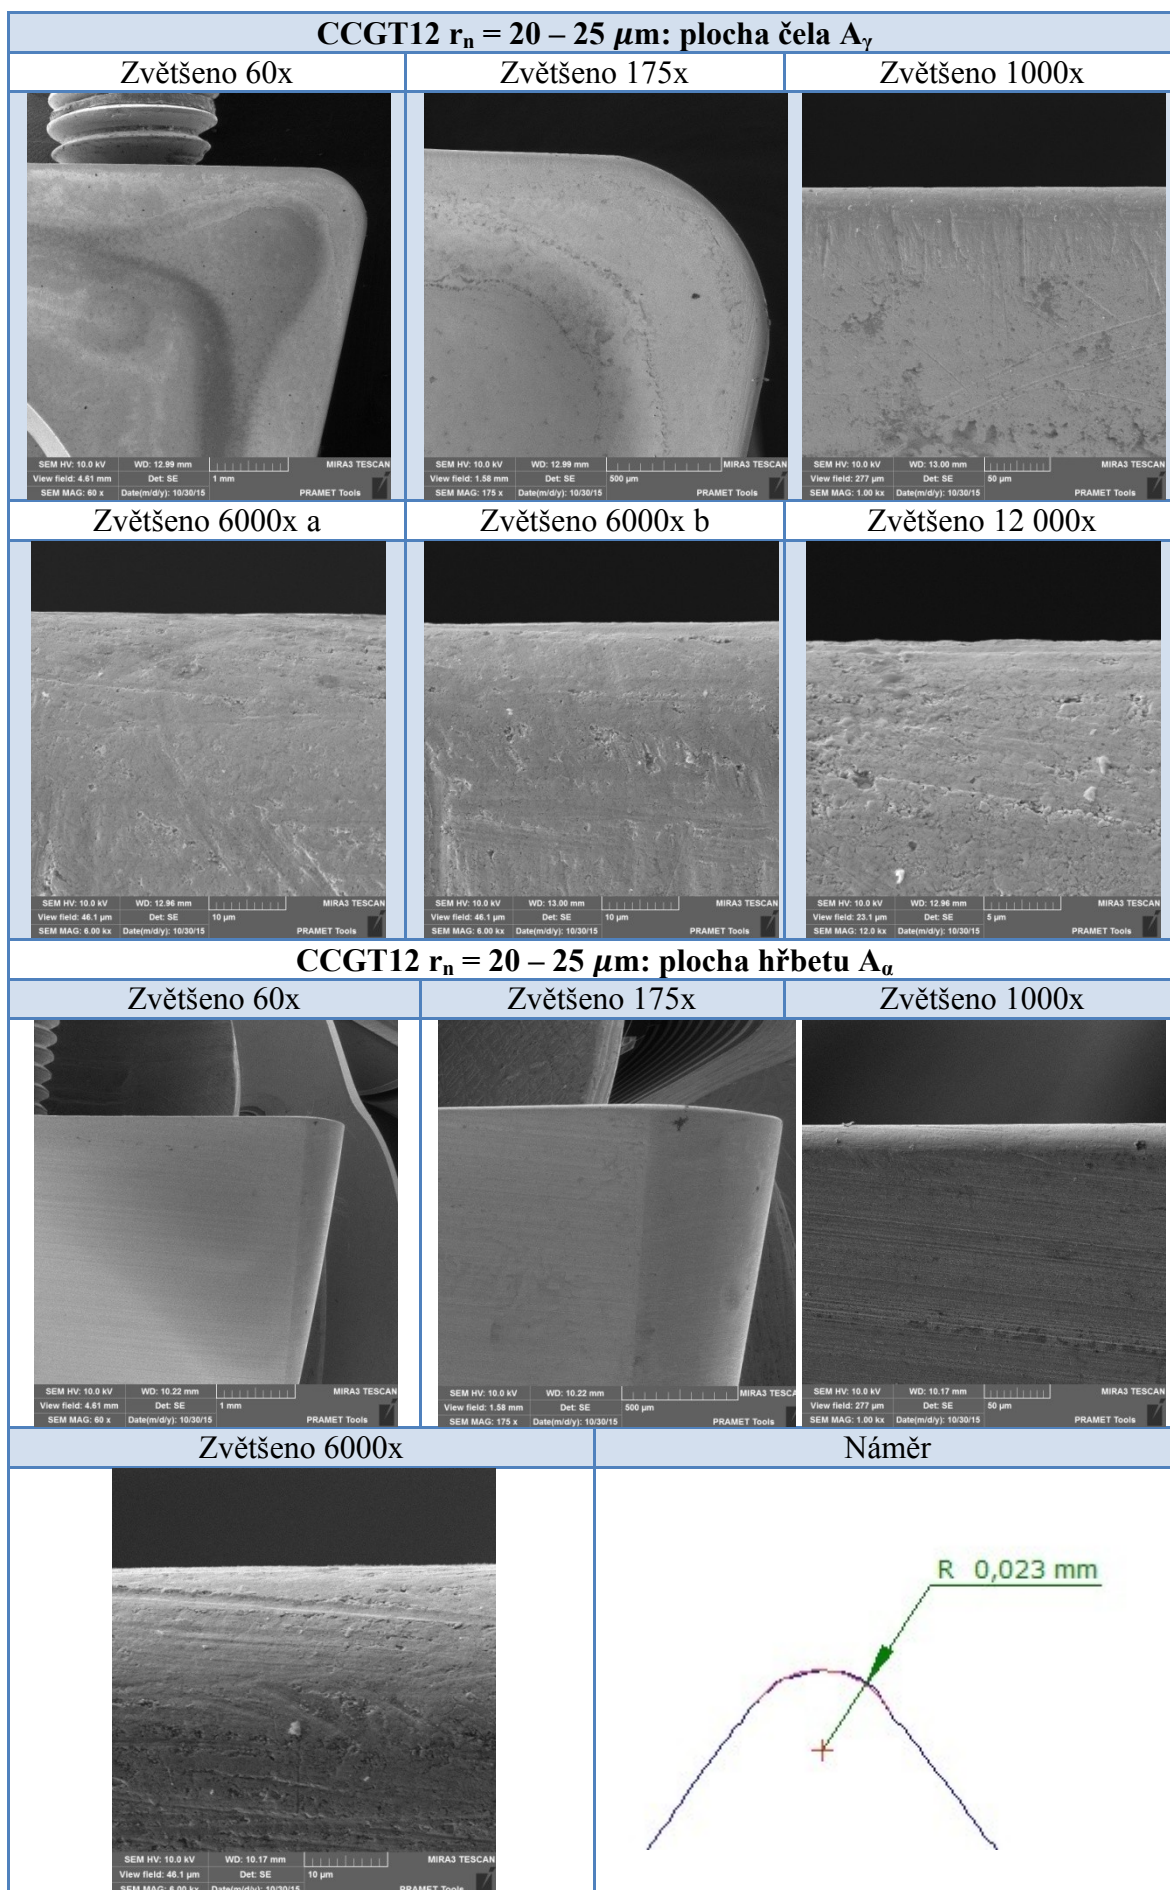 CCGT12 rₙ = 20 – 25 𝜇m: plocha čela Aᵧ
Zvětšeno 60x
Zvětšeno 175x
Zvětšeno 1000x
SEM HV: 10.0 kV WD: 12.99 mm MIRA3 TESCAN
View field: 4.61 mm Det: SE 1 mm
SEM MAG: 60 x Date(m/d/y): 10/30/15 PRAMET Tools
SEM HV: 10.0 kV WD: 12.99 mm MIRA3 TESCAN
View field: 1.58 mm Det: SE 500 µm
SEM MAG: 175 x Date(m/d/y): 10/30/15 PRAMET Tools
SEM HV: 10.0 kV WD: 13.00 mm MIRA3 TESCAN
View field: 277 µm Det: SE 50 µm
SEM MAG: 1.00 kx Date(m/d/y): 10/30/15 PRAMET Tools
Zvětšeno 6000x a
Zvětšeno 6000x b
Zvětšeno 12 000x
SEM HV: 10.0 kV WD: 12.96 mm MIRA3 TESCAN
View field: 46.1 µm Det: SE 10 µm
SEM MAG: 6.00 kx Date(m/d/y): 10/30/15 PRAMET Tools
SEM HV: 10.0 kV WD: 13.00 mm MIRA3 TESCAN
View field: 46.1 µm Det: SE 10 µm
SEM MAG: 6.00 kx Date(m/d/y): 10/30/15 PRAMET Tools
SEM HV: 10.0 kV WD: 12.96 mm MIRA3 TESCAN
View field: 23.1 µm Det: SE 5 µm
SEM MAG: 12.0 kx Date(m/d/y): 10/30/15 PRAMET Tools
CCGT12 rₙ = 20 – 25 𝜇m: plocha hřbetu A_α
Zvětšeno 60x
Zvětšeno 175x
Zvětšeno 1000x
SEM HV: 10.0 kV WD: 10.22 mm MIRA3 TESCAN
View field: 4.61 mm Det: SE 1 mm
SEM MAG: 60 x Date(m/d/y): 10/30/15 PRAMET Tools
SEM HV: 10.0 kV WD: 10.22 mm MIRA3 TESCA
View field: 1.58 mm Det: SE 500 µm
SEM MAG: 175 x Date(m/d/y): 10/30/15 PRAMET Tools
SEM HV: 10.0 kV WD: 10.17 mm MIRA3 TESCAN
View field: 277 µm Det: SE 50 µm
SEM MAG: 1.00 kx Date(m/d/y): 10/30/15 PRAMET Tools
Zvětšeno 6000x
Náměr
SEM HV: 10.0 kV WD: 10.17 mm MIRA3 TESCAN
View field: 46.1 µm Det: SE 10 µm
SEM MAG: 6.00 kx Date(m/d/y): 10/30/15 PRAMET Tools
R 0,023 mm